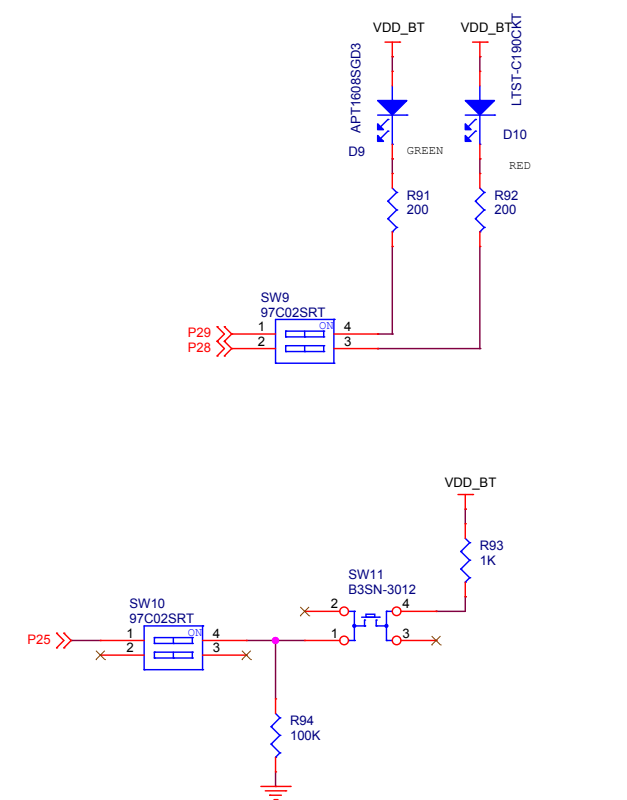 VDD_BT
VDD_BT
APT1608SGD3
LTST-C190CKT
D9
GREEN
D10
RED
R91
200
R92
200
SW9
97C02SRT
ON
P29
1
4
P28
2
3
VDD_BT
R93
1K
SW11
B3SN-3012
2
4
1
3
SW10
97C02SRT
ON
P25
1
4
2
3
R94
100K